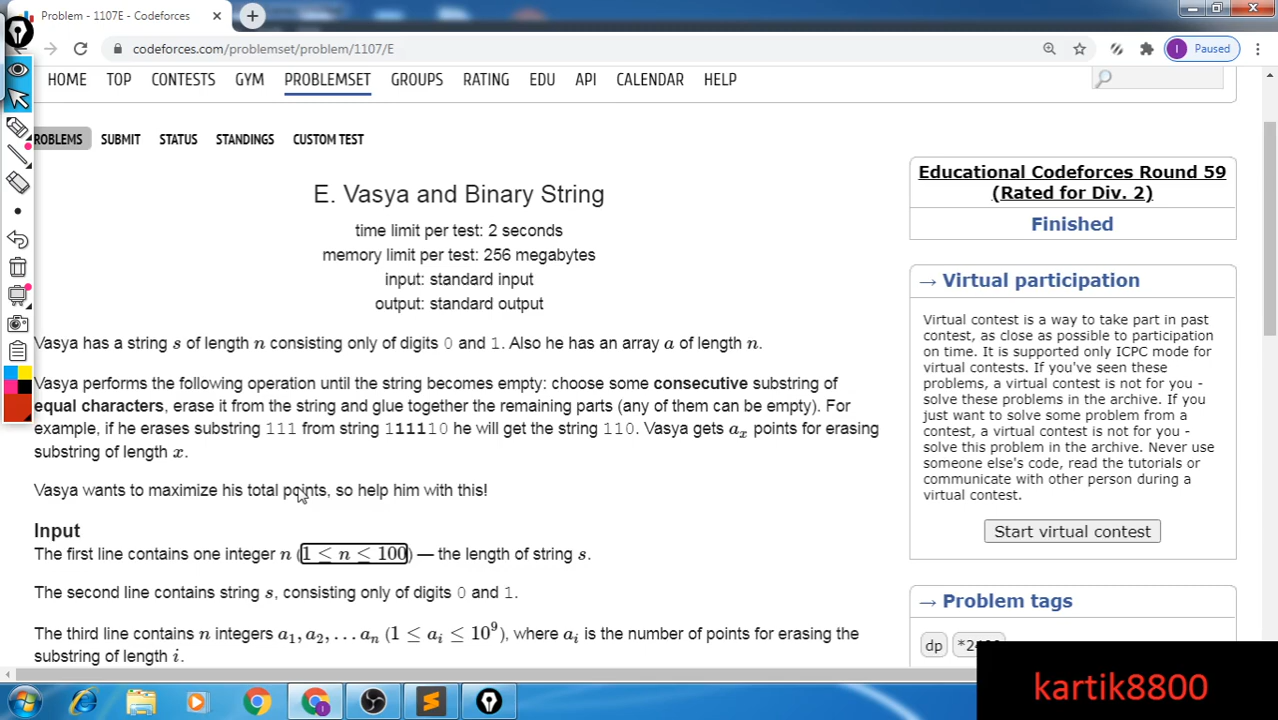 Problem - 1107E - Codeforces
codeforces.com/problemset/problem/1107/E
I Paused
HOME TOP CONTESTS GYM PROBLEMSET GROUPS RATING EDU API CALENDAR HELP
ROBLEMS SUBMIT STATUS STANDINGS CUSTOM TEST
E. Vasya and Binary String
time limit per test: 2 seconds
memory limit per test: 256 megabytes
input: standard input
output: standard output
Vasya has a string s of length n consisting only of digits 0 and 1. Also he has an array a of length n.
Vasya performs the following operation until the string becomes empty: choose some consecutive substring of
equal characters, erase it from the string and glue together the remaining parts (any of them can be empty). For
example, if he erases substring 111 from string 111110 he will get the string 110. Vasya gets aₓ points for erasing
substring of length x.
Vasya wants to maximize his total points, so help him with this!
Input
The first line contains one integer n (1 ≤ n ≤ 100) — the length of string s.
The second line contains string s, consisting only of digits 0 and 1.
The third line contains n integers a₁, a₂, … aₙ (1 ≤ aᵢ ≤ 10⁹), where aᵢ is the number of points for erasing the
substring of length i.
Educational Codeforces Round 59
(Rated for Div. 2)
Finished
→ Virtual participation
Virtual contest is a way to take part in past
contest, as close as possible to participation
on time. It is supported only ICPC mode for
virtual contests. If you've seen these
problems, a virtual contest is not for you -
solve these problems in the archive. If you
just want to solve some problem from a
contest, a virtual contest is not for you -
solve this problem in the archive. Never use
someone else's code, read the tutorials or
communicate with other person during a
virtual contest.
Start virtual contest
→ Problem tags
dp
kartik8800